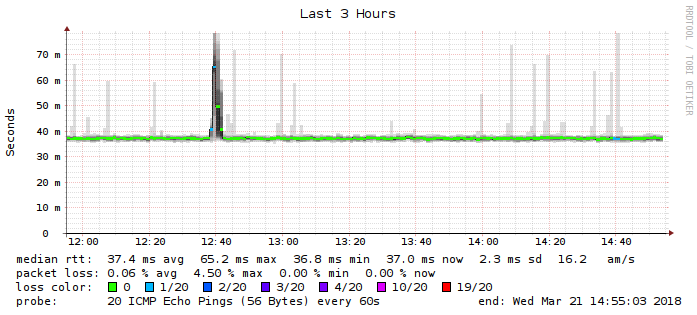 Last 3 Hours
RRDTOOL / TOBI OETIKER
Seconds
70 m
60 m
50 m
40 m
30 m
20 m
10 m
0
12:00 12:20 12:40 13:00 13:20 13:40 14:00 14:20 14:40
median rtt: 37.4 ms avg 65.2 ms max 36.8 ms min 37.0 ms now 2.3 ms sd 16.2 am/s
packet loss: 0.06 % avg 4.50 % max 0.00 % min 0.00 % now
loss color: 0 1/20 2/20 3/20 4/20 10/20 19/20
probe: 20 ICMP Echo Pings (56 Bytes) every 60s end: Wed Mar 21 14:55:03 2018